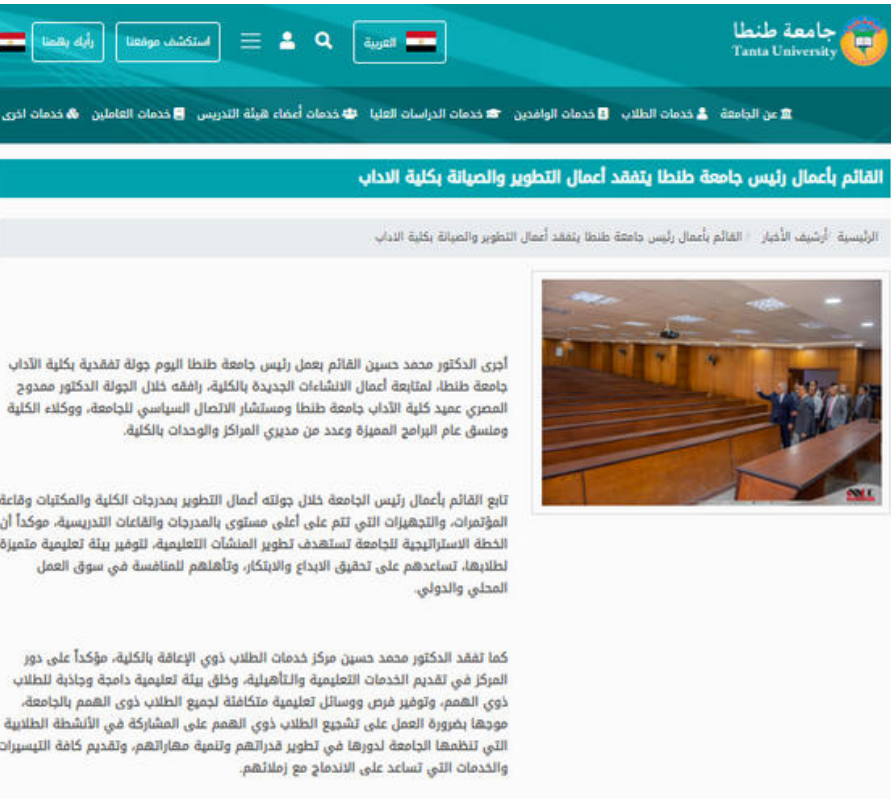 جامعة طنطا
Tanta University
العربية
استكشف موقعنا
رأيك يهمنا
عن الجامعة
خدمات الطلاب
خدمات الوافدين
خدمات الدراسات العليا
خدمات أعضاء هيئة التدريس
خدمات العاملين
خدمات اخرى
القائم بأعمال رئيس جامعة طنطا يتفقد أعمال التطوير والصيانة بكلية الاداب
الرئيسية / أرشيف الأخبار / القائم بأعمال رئيس جامعة طنطا يتفقد أعمال التطوير والصيانة بكلية الاداب
أجرى الدكتور محمد حسين القائم بعمل رئيس جامعة طنطا اليوم جولة تفقدية بكلية الآداب
جامعة طنطا، لمتابعة أعمال الانشاءات الجديدة بالكلية، رافقه خلال الجولة الدكتور ممدوح
المصري عميد كلية الآداب جامعة طنطا ومستشار الاتصال السياسي للجامعة، ووكلاء الكلية
ومنسق عام البرامج المميزة وعدد من مديري المراكز والوحدات بالكلية.
تابع القائم بأعمال رئيس الجامعة خلال جولته أعمال التطوير بمدرجات الكلية والمكتبات وقاعة
المؤتمرات، والتجهيزات التي تتم على أعلى مستوى بالمدرجات والقاعات التدريسية، موكداً أن
الخطة الاستراتيجية للجامعة تستهدف تطوير المنشآت التعليمية، لتوفير بيئة تعليمية متميزة
لطلابها، تساعدهم على تحقيق الابداع والابتكار، وتأهلهم للمنافسة في سوق العمل
المحلي والدولي.
كما تفقد الدكتور محمد حسين مركز خدمات الطلاب ذوي الإعاقة بالكلية، مؤكداً على دور
المركز في تقديم الخدمات التعليمية والتأهيلية، وخلق بيئة تعليمية دامجة وجاذبة للطلاب
ذوي الهمم، وتوفير فرص ووسائل تعليمية متكافئة لجميع الطلاب ذوى الهمم بالجامعة،
موجها بضرورة العمل على تشجيع الطلاب ذوي الهمم على المشاركة في الأنشطة الطلابية
التي تنظمها الجامعة لدورها في تطوير قدراتهم وتنمية مهاراتهم، وتقديم كافة التيسيرات
والخدمات التي تساعد على الاندماج مع زملائهم.